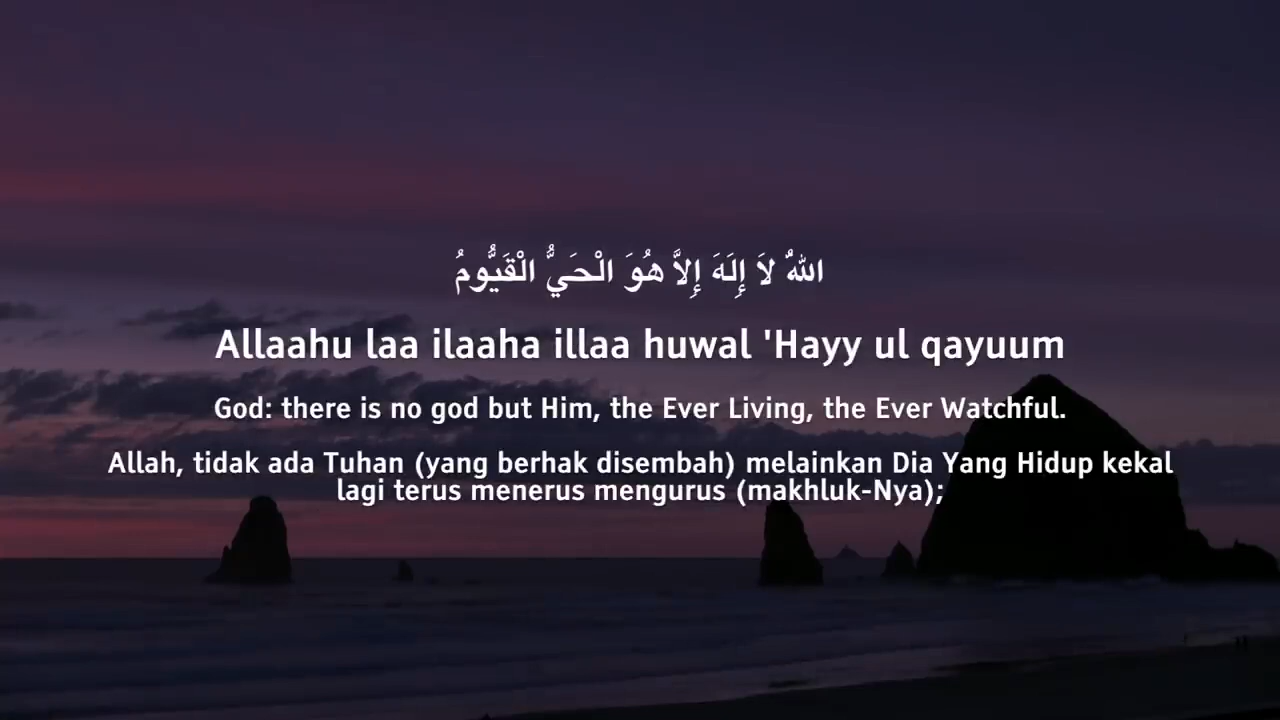 اللهُ لاَ إِلَهَ إِلاَّ هُوَ الْحَيُّ الْقَيُّومُ
Allaahu laa ilaaha illaa huwal 'Hayy ul qayuum
God: there is no god but Him, the Ever Living, the Ever Watchful.
Allah, tidak ada Tuhan (yang berhak disembah) melainkan Dia Yang Hidup kekal
lagi terus menerus mengurus (makhluk-Nya);